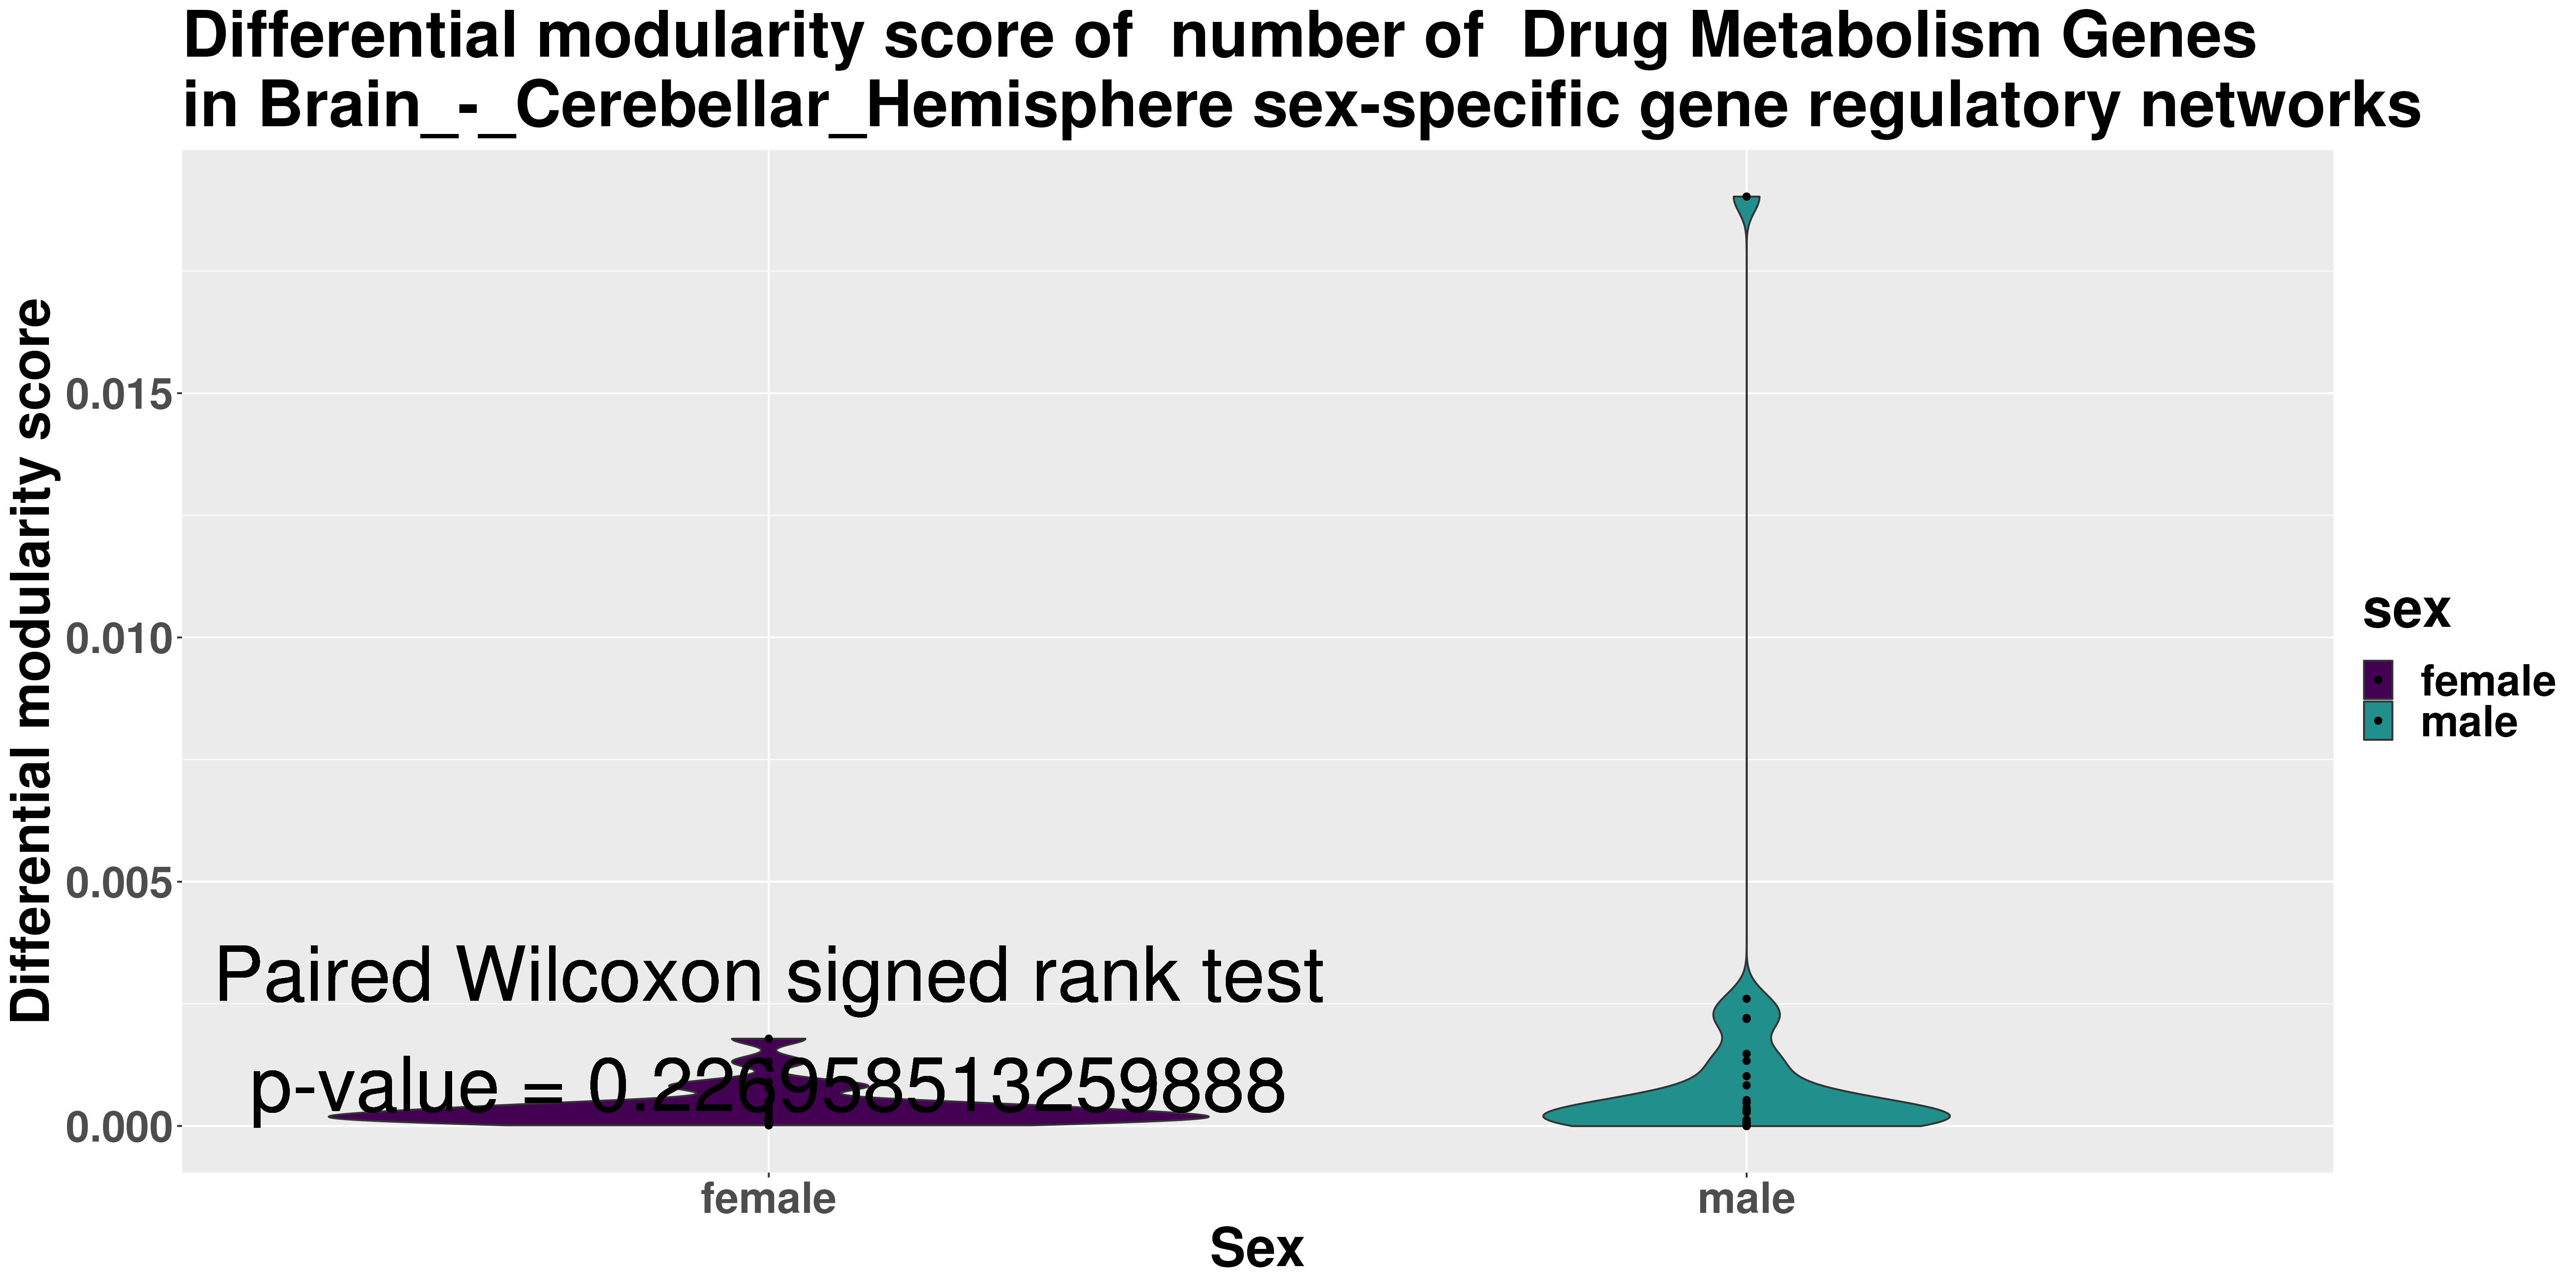 Differential modularity score of  number of  Drug Metabolism Genes
in Brain_-_Cerebellar_Hemisphere sex-specific gene regulatory networks
Differential modularity score
0.015
0.010
0.005
0.000
Paired Wilcoxon signed rank test
p-value = 0.226958513259888
female
male
Sex
sex
female
male